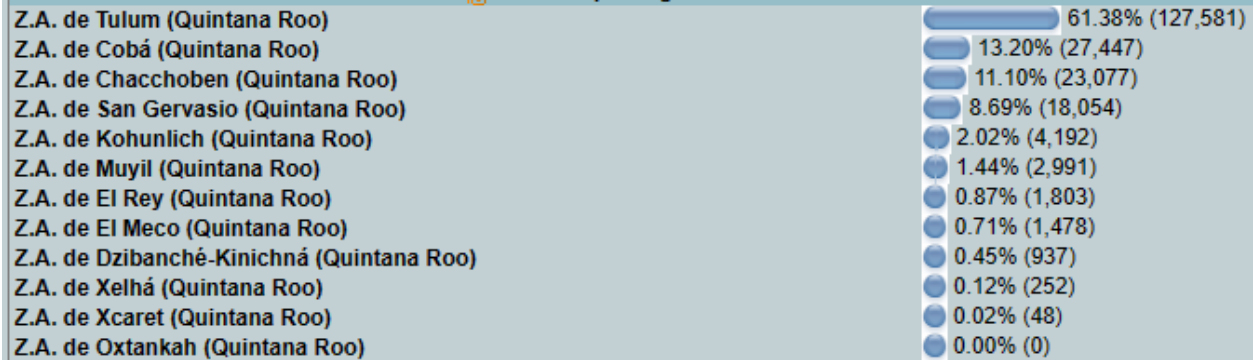 Z.A. de Tulum (Quintana Roo) 61.38% (127,581)
Z.A. de Cobá (Quintana Roo) 13.20% (27,447)
Z.A. de Chacchoben (Quintana Roo) 11.10% (23,077)
Z.A. de San Gervasio (Quintana Roo) 8.69% (18,054)
Z.A. de Kohunlich (Quintana Roo) 2.02% (4,192)
Z.A. de Muyil (Quintana Roo) 1.44% (2,991)
Z.A. de El Rey (Quintana Roo) 0.87% (1,803)
Z.A. de El Meco (Quintana Roo) 0.71% (1,478)
Z.A. de Dzibanché-Kinichná (Quintana Roo) 0.45% (937)
Z.A. de Xelhá (Quintana Roo) 0.12% (252)
Z.A. de Xcaret (Quintana Roo) 0.02% (48)
Z.A. de Oxtankah (Quintana Roo) 0.00% (0)